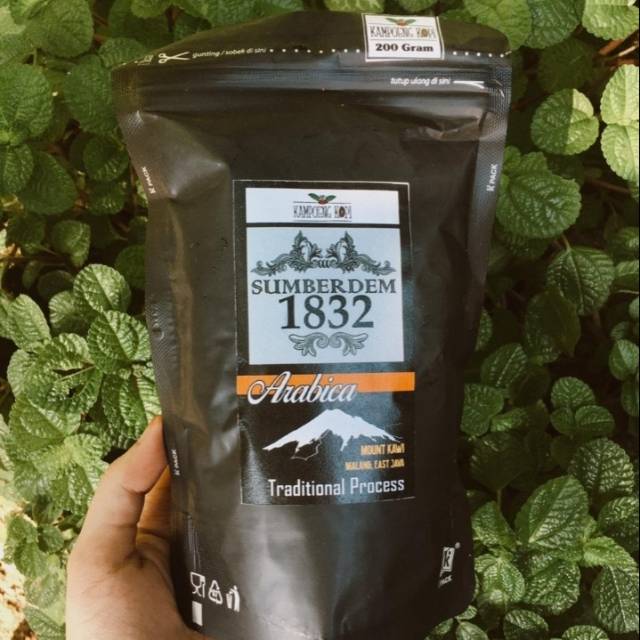 KAMPOENG KOPI
200 Gram
gunting / sobek di sini
tutup ulang di sini
KAMPOENG KOPI
SUMBERDEM
1832
Arabica
MOUNT KAWI
MALANG, EAST JAVA
Traditional Process